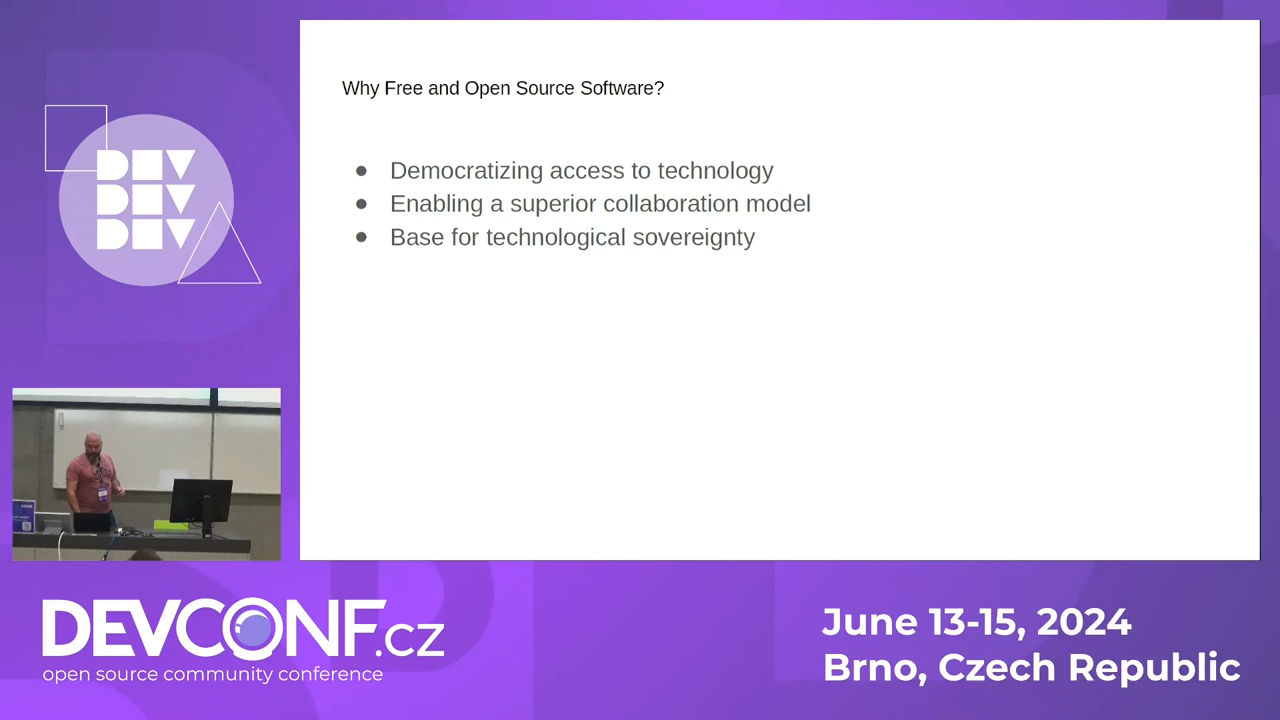 Why Free and Open Source Software?
● Democratizing access to technology
● Enabling a superior collaboration model
● Base for technological sovereignty
DEV
DEV
DEV
DEVCONF.cz
open source community conference
June 13-15, 2024
Brno, Czech Republic